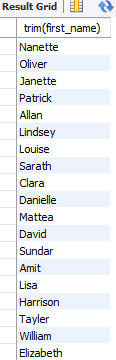 Result Grid
trim(first_name)
Nanette
Oliver
Janette
Patrick
Allan
Lindsey
Louise
Sarath
Clara
Danielle
Mattea
David
Sundar
Amit
Lisa
Harrison
Tayler
William
Elizabeth